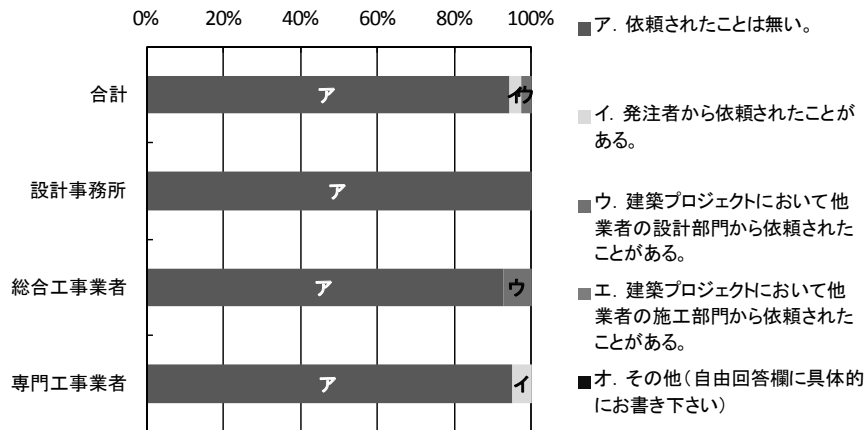 0% 20% 40% 60% 80% 100%
合計
ア イ ウ
設計事務所
ア
総合工事業者
ア ウ
専門工事業者
ア イ
ア．依頼されたことは無い。
イ．発注者から依頼されたことが
ある。
ウ．建築プロジェクトにおいて他
業者の設計部門から依頼された
ことがある。
エ．建築プロジェクトにおいて他
業者の施工部門から依頼された
ことがある。
オ．その他（自由回答欄に具体的
にお書き下さい）